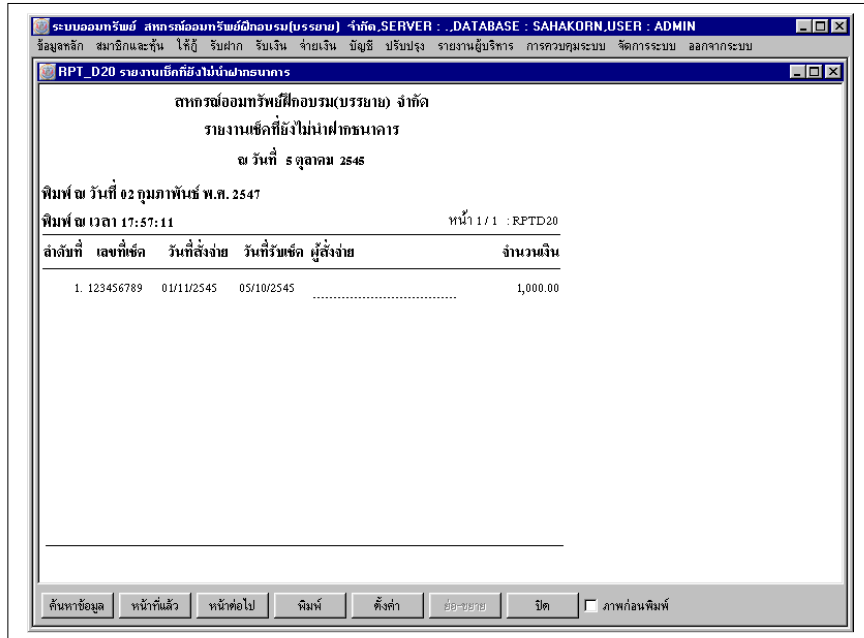 ระบบออมทรัพย์ สหกรณ์ออมทรัพย์ฝึกอบรม(บรรยาย) จำกัด,SERVER : .,DATABASE : SAHAKORN,USER : ADMIN
ข้อมูลหลัก สมาชิกและหุ้น ให้กู้ รับฝาก รับเงิน จ่ายเงิน บัญชี ปรับปรุง รายงานผู้บริหาร การควบคุมระบบ จัดการระบบ ออกจากระบบ
RPT_D20 รายงานเช็คที่ยังไม่นำฝากธนาคาร
สหกรณ์ออมทรัพย์ฝึกอบรม(บรรยาย) จำกัด
รายงานเช็คที่ยังไม่นำฝากธนาคาร
ณ วันที่ 5 ตุลาคม 2545
พิมพ์ ณ วันที่ 02 กุมภาพันธ์ พ.ศ. 2547
พิมพ์ ณ เวลา 17:57:11 หน้า 1/1 : RPTD20
ลำดับที่ เลขที่เช็ค วันที่สั่งจ่าย วันที่รับเช็ค ผู้สั่งจ่าย จำนวนเงิน
1. 123456789 01/11/2545 05/10/2545 ........................................ 1,000.00
ค้นหาข้อมูล หน้าที่แล้ว หน้าต่อไป พิมพ์ ตั้งค่า ย่อ-ขยาย ปิด ภาพก่อนพิมพ์